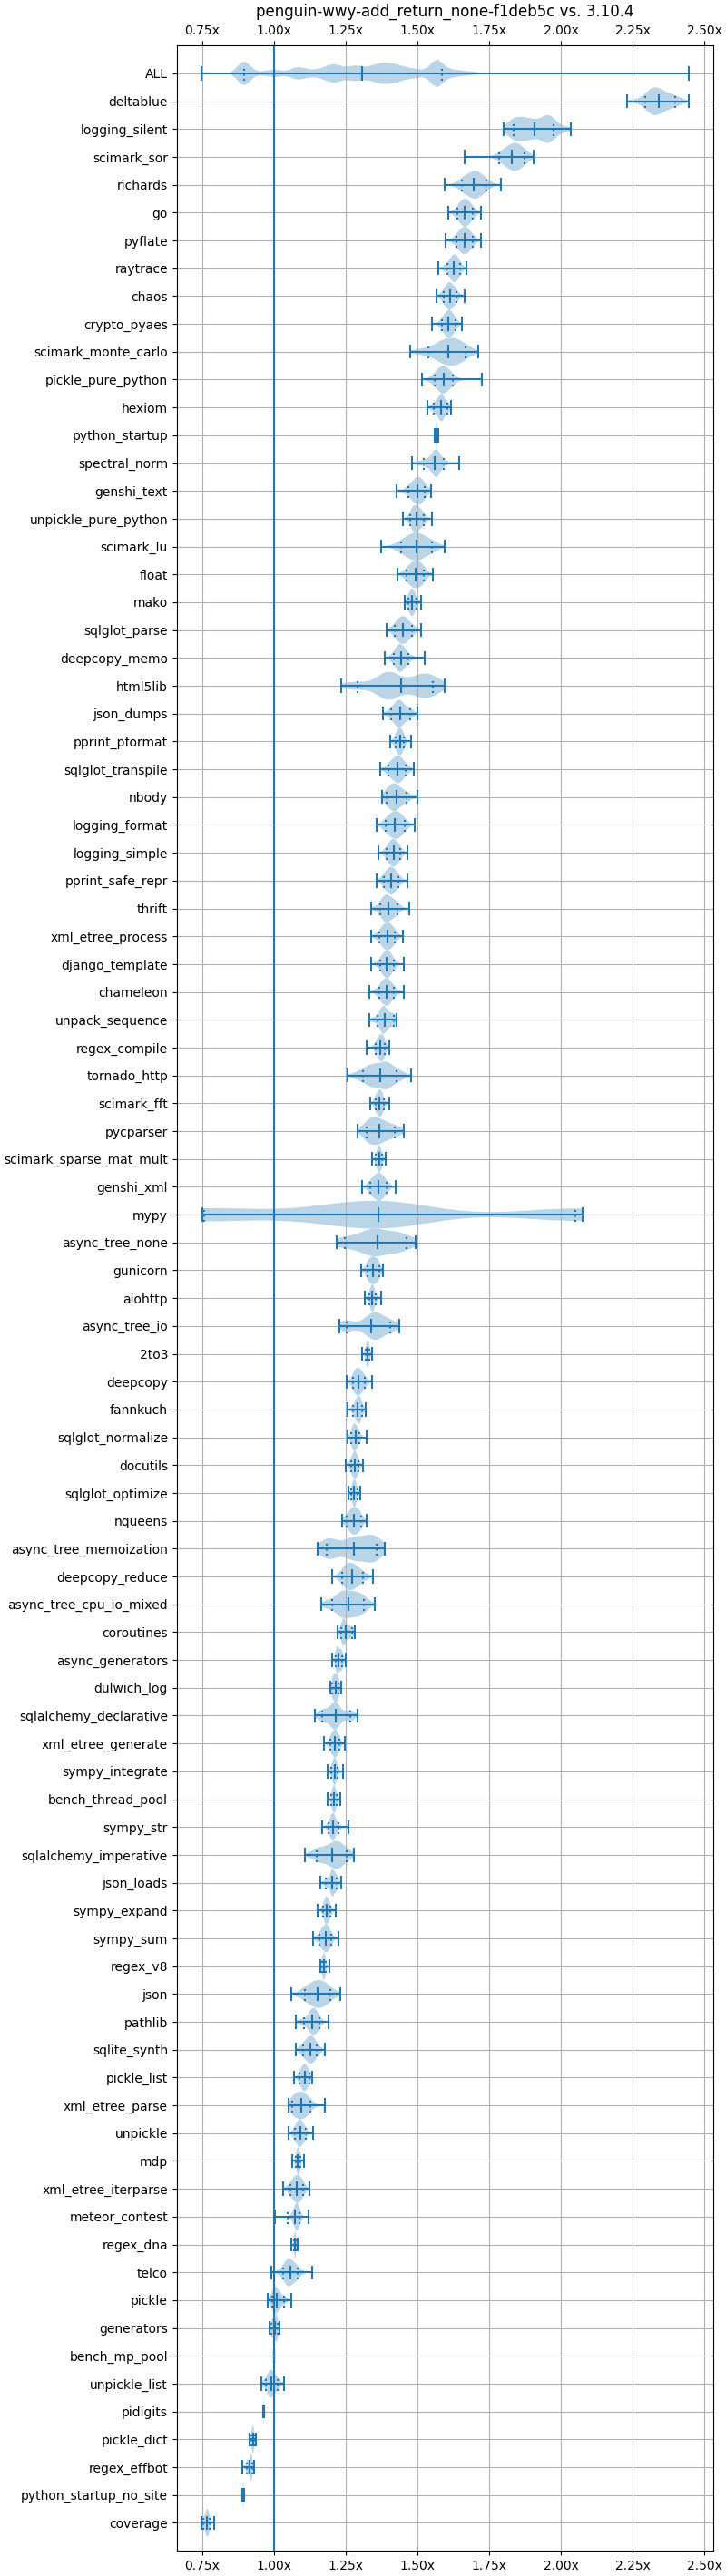 penguin-wwy-add_return_none-f1deb5c vs. 3.10.4
0.75x 1.00x 1.25x 1.50x 1.75x 2.00x 2.25x 2.50x
ALL
deltablue
logging_silent
scimark_sor
richards
go
pyflate
raytrace
chaos
crypto_pyaes
scimark_monte_carlo
pickle_pure_python
hexiom
python_startup
spectral_norm
genshi_text
unpickle_pure_python
scimark_lu
float
mako
sqlglot_parse
deepcopy_memo
html5lib
json_dumps
pprint_pformat
sqlglot_transpile
nbody
logging_format
logging_simple
pprint_safe_repr
thrift
xml_etree_process
django_template
chameleon
unpack_sequence
regex_compile
tornado_http
scimark_fft
pycparser
scimark_sparse_mat_mult
genshi_xml
mypy
async_tree_none
gunicorn
aiohttp
async_tree_io
2to3
deepcopy
fannkuch
sqlglot_normalize
docutils
sqlglot_optimize
nqueens
async_tree_memoization
deepcopy_reduce
async_tree_cpu_io_mixed
coroutines
async_generators
dulwich_log
sqlalchemy_declarative
xml_etree_generate
sympy_integrate
bench_thread_pool
sympy_str
sqlalchemy_imperative
json_loads
sympy_expand
sympy_sum
regex_v8
json
pathlib
sqlite_synth
pickle_list
xml_etree_parse
unpickle
mdp
xml_etree_iterparse
meteor_contest
regex_dna
telco
pickle
generators
bench_mp_pool
unpickle_list
pidigits
pickle_dict
regex_effbot
python_startup_no_site
coverage
0.75x 1.00x 1.25x 1.50x 1.75x 2.00x 2.25x 2.50x